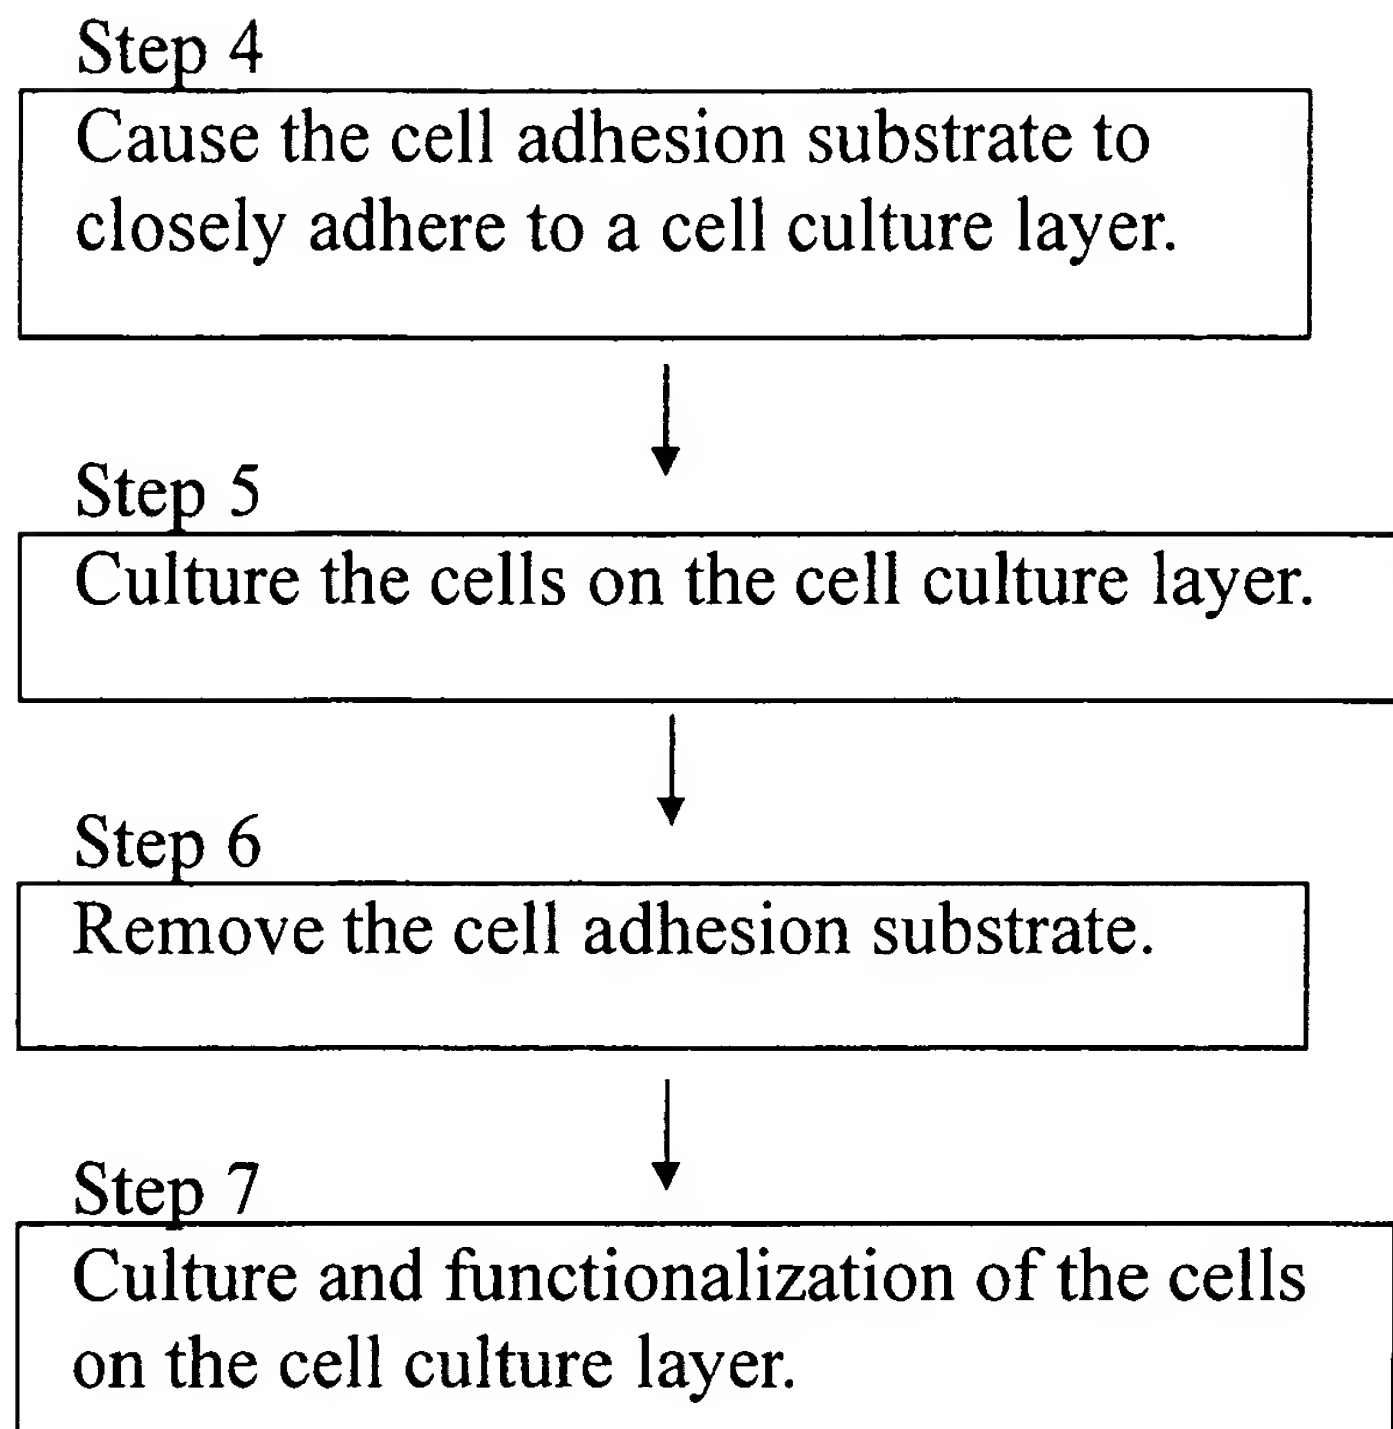 Step 4
Cause the cell adhesion substrate to
closely adhere to a cell culture layer.
Step 5
Culture the cells on the cell culture layer.
Step 6
Remove the cell adhesion substrate.
Step 7
Culture and functionalization of the cells
on the cell culture layer.